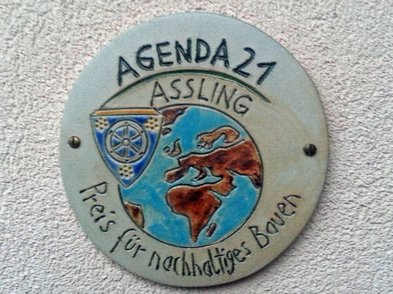 AGENDA 21
ASSLING
Preis für nachhaltiges Bauen